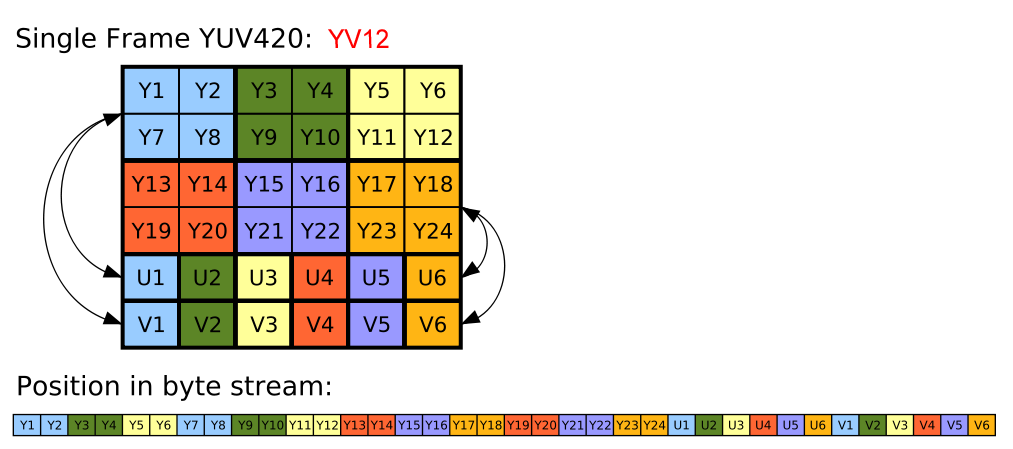 Single Frame YUV420: YV12
Y1 Y2 Y3 Y4 Y5 Y6
Y7 Y8 Y9 Y10 Y11 Y12
Y13 Y14 Y15 Y16 Y17 Y18
Y19 Y20 Y21 Y22 Y23 Y24
U1 U2 U3 U4 U5 U6
V1 V2 V3 V4 V5 V6
Position in byte stream:
Y1 Y2 Y3 Y4 Y5 Y6 Y7 Y8 Y9 Y10 Y11 Y12 Y13 Y14 Y15 Y16 Y17 Y18 Y19 Y20 Y21 Y22 Y23 Y24 U1 U2 U3 U4 U5 U6 V1 V2 V3 V4 V5 V6